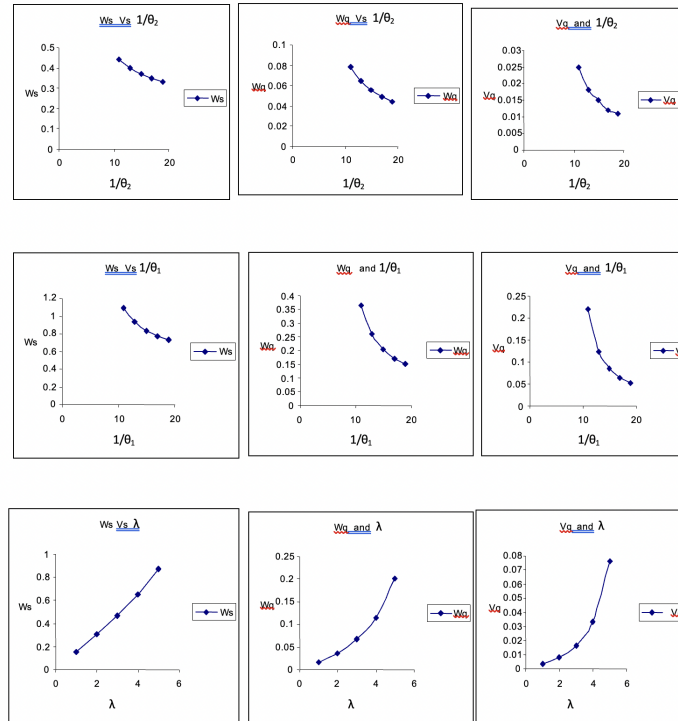 Ws Vs 1/θ₂
0.5
0.4
0.3
0.2
0.1
0
Ws
0 10 20
1/θ₂
Ws
Wq Vs 1/θ₂
0.1
0.08
0.06
0.04
0.02
0
Wq
0 10 20
1/θ₂
Wq
Vq and 1/θ₂
0.03
0.025
0.02
0.015
0.01
0.005
0
Vq
0 10 20
1/θ₂
Vq
Ws Vs 1/θ₁
1.2
1
0.8
0.6
0.4
0.2
0
Ws
0 10 20
1/θ₁
Ws
Wq and 1/θ₁
0.4
0.35
0.3
0.25
0.2
0.15
0.1
0.05
0
Wq
0 10 20
1/θ₁
Wq
Vq and 1/θ₁
0.25
0.2
0.15
0.1
0.05
0
Vq
0 10 20
1/θ₁
Ws Vs λ
1
0.8
0.6
0.4
0.2
0
Ws
0 2 4 6
λ
Ws
Wq and λ
0.25
0.2
0.15
0.1
0.05
0
Wq
0 2 4 6
λ
Wq
Vq and λ
0.08
0.07
0.06
0.05
0.04
0.03
0.02
0.01
0
Vq
0 2 4 6
λ